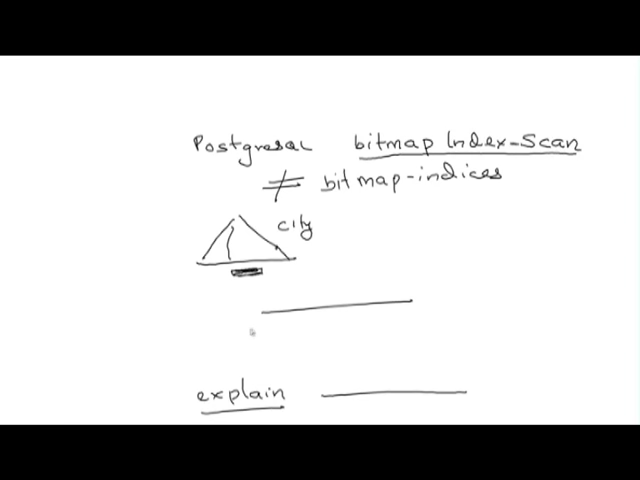 Postgresql bitmap Index-Scan
≠ bitmap-indices
city
explain